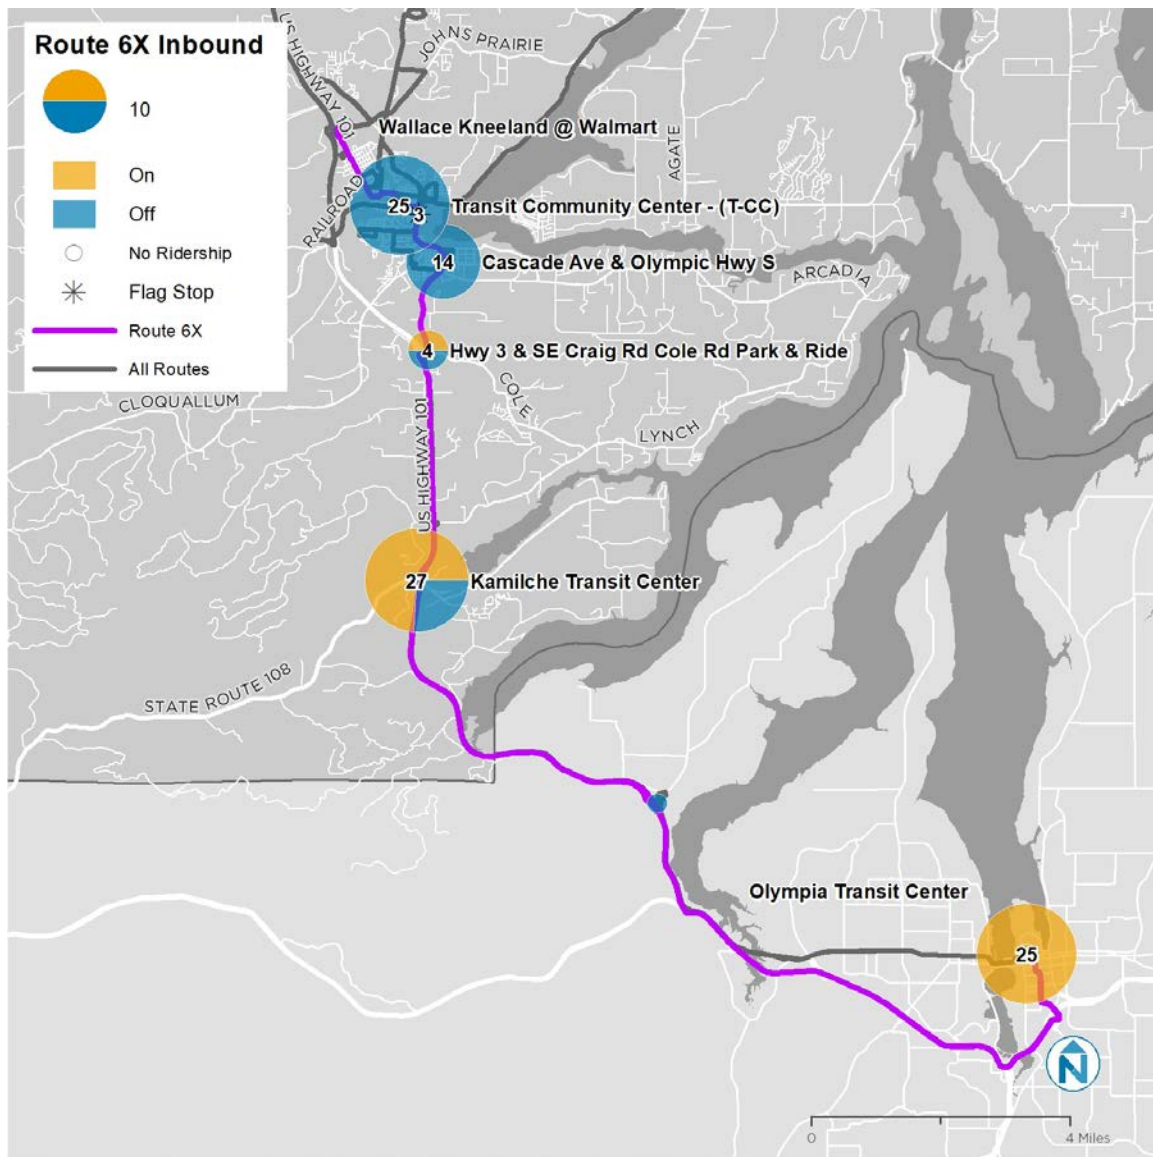 Route 6X Inbound
10
On
Off
No Ridership
Flag Stop
Route 6X
All Routes
US HIGHWAY 101
JOHNS PRAIRIE
Wallace Kneeland @ Walmart
AGATE
RAILROAD
25
3
Transit Community Center - (T-CC)
14
Cascade Ave & Olympic Hwy S
ARCADIA
4
Hwy 3 & SE Craig Rd Cole Rd Park & Ride
COLE
CLOQUALLUM
LYNCH
US HIGHWAY 101
27
Kamilche Transit Center
STATE ROUTE 108
Olympia Transit Center
25
N
0
4 Miles